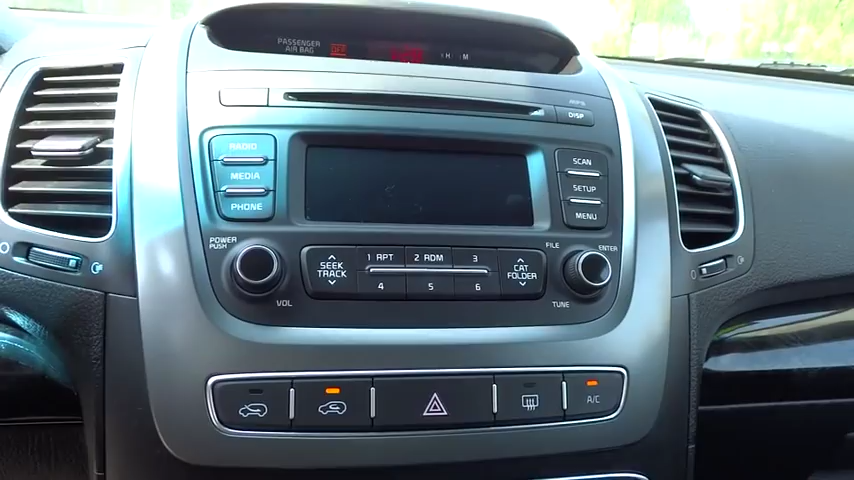 PASSENGER
AIR BAG OFF
H M
MP3
DISP
RADIO
MEDIA
PHONE
SCAN
SETUP
MENU
POWER
PUSH
VOL
SEEK
TRACK
1 RPT 2 RDM 3
4 5 6
CAT
FOLDER
FILE
ENTER
TUNE
A/C